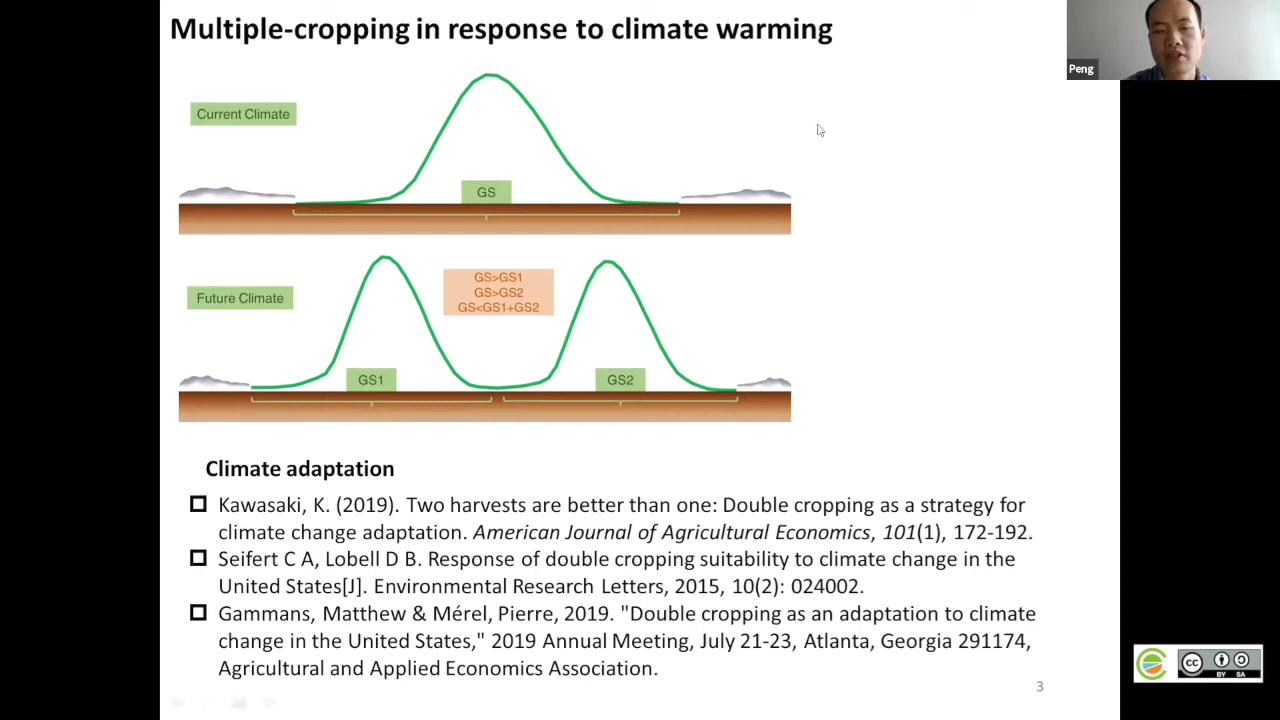 Multiple-cropping in response to climate warming
Peng
Current Climate
GS
Future Climate
GS>GS1
GS>GS2
GS<GS1+GS2
GS1
GS2
Climate adaptation
Kawasaki, K. (2019). Two harvests are better than one: Double cropping as a strategy for
climate change adaptation. American Journal of Agricultural Economics, 101(1), 172-192.
Seifert C A, Lobell D B. Response of double cropping suitability to climate change in the
United States[J]. Environmental Research Letters, 2015, 10(2): 024002.
Gammans, Matthew & Mérel, Pierre, 2019. "Double cropping as an adaptation to climate
change in the United States," 2019 Annual Meeting, July 21-23, Atlanta, Georgia 291174,
Agricultural and Applied Economics Association.
3
CC
BY SA